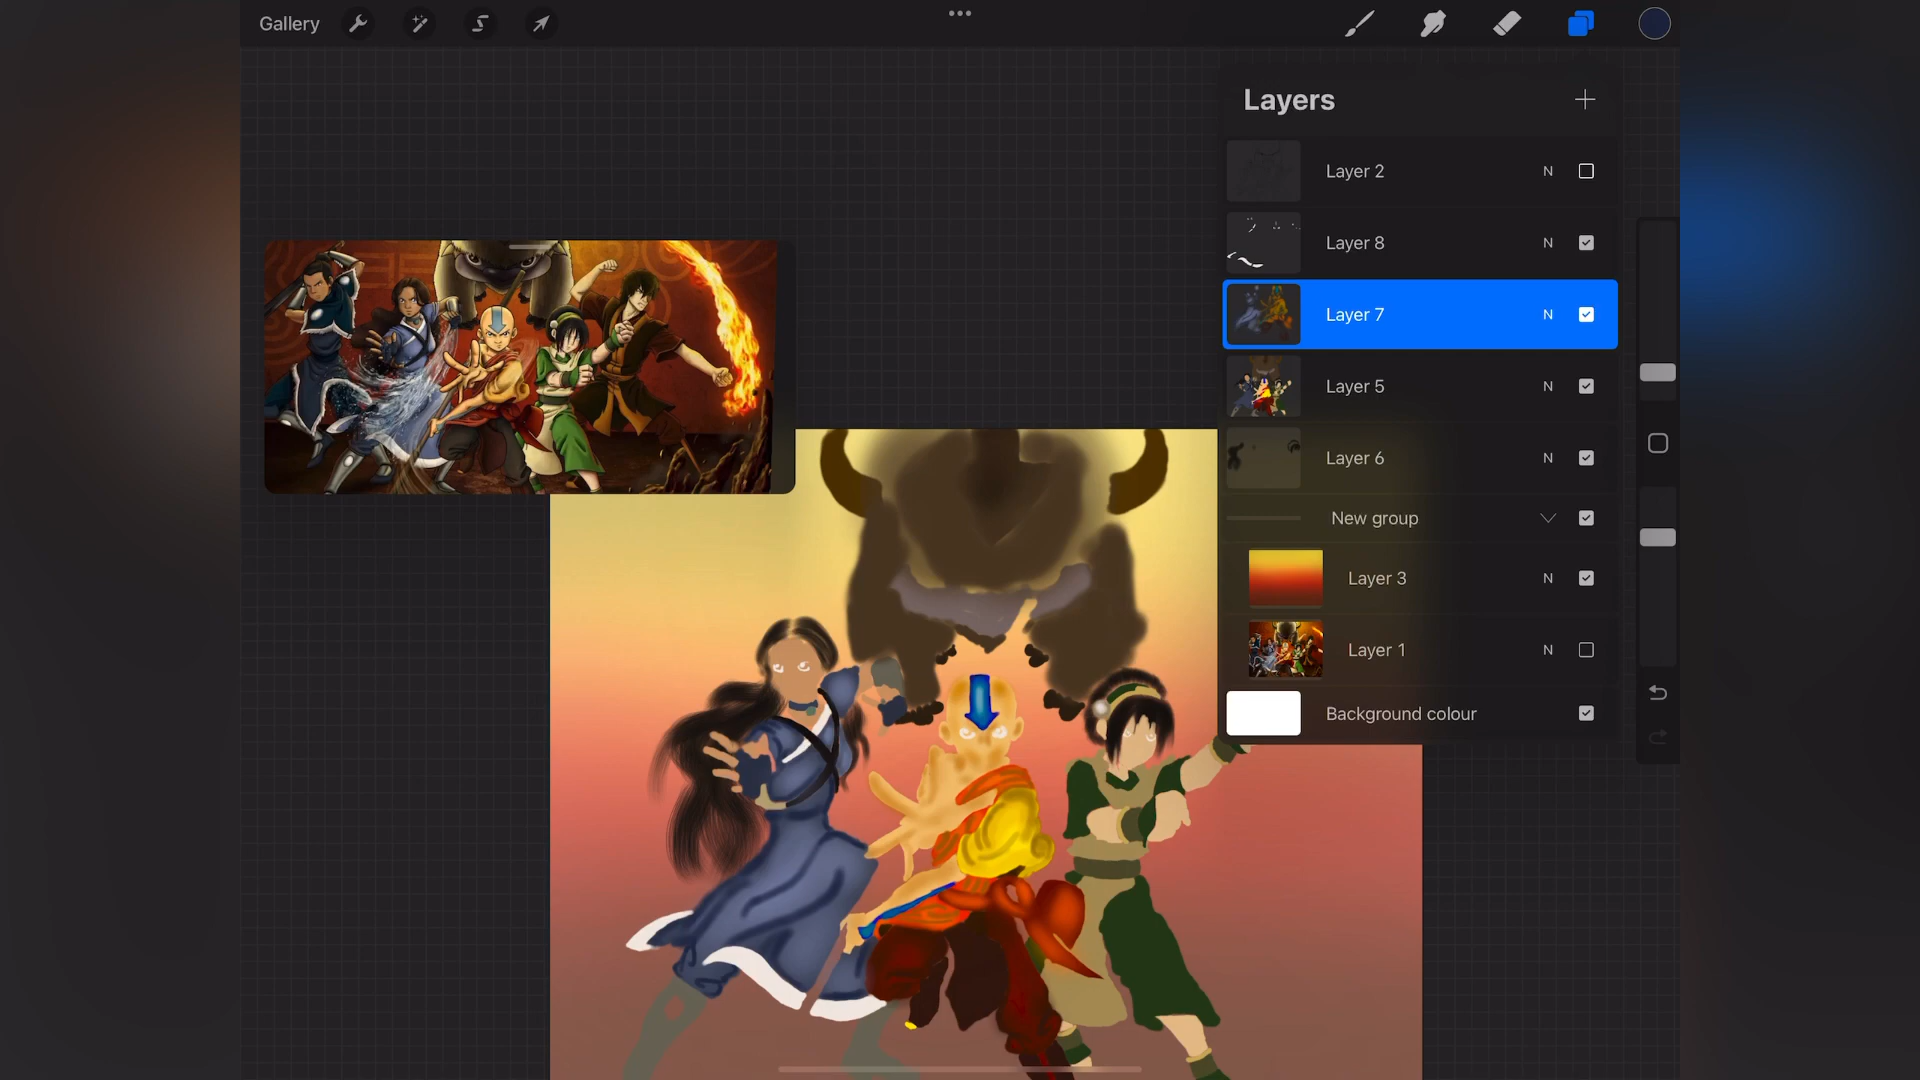 Gallery
Layers
Layer 2 N
Layer 8 N
Layer 7 N
Layer 5 N
Layer 6 N
New group
Layer 3 N
Layer 1 N
Background colour